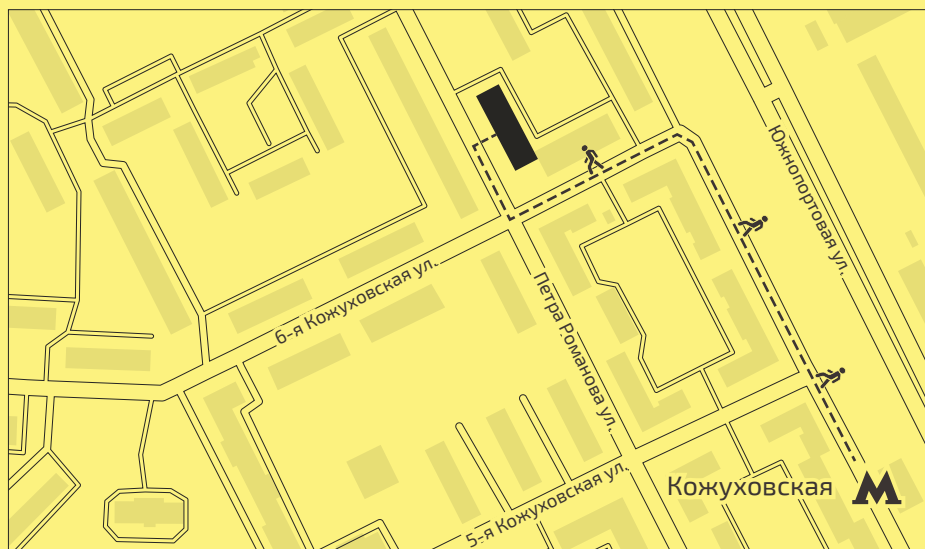 Южнопортовая ул.
6-я Кожуховская ул.
Петра Романова ул.
5-я Кожуховская ул.
Кожуховская М